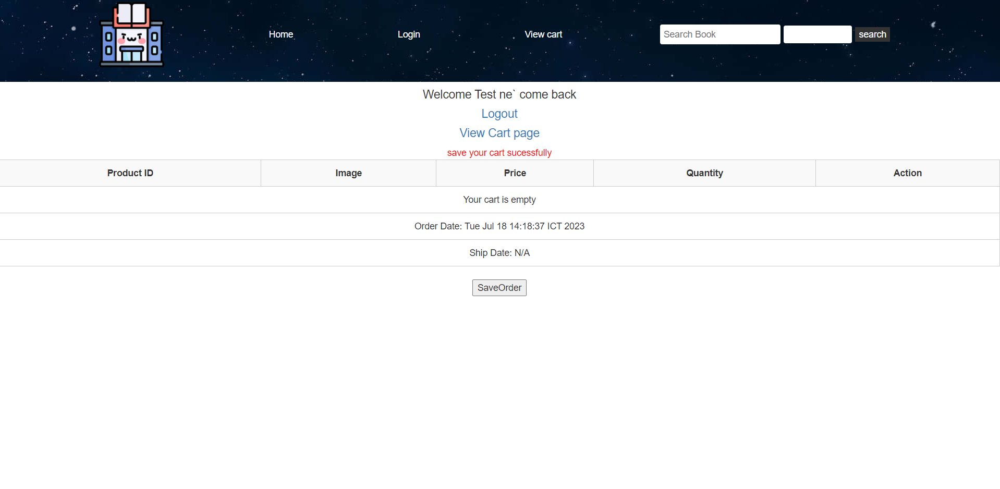 Home Login View cart Search Book search
Welcome Test ne` come back
Logout
View Cart page
save your cart sucessfully
Product ID Image Price Quantity Action
Your cart is empty
Order Date: Tue Jul 18 14:18:37 ICT 2023
Ship Date: N/A
SaveOrder